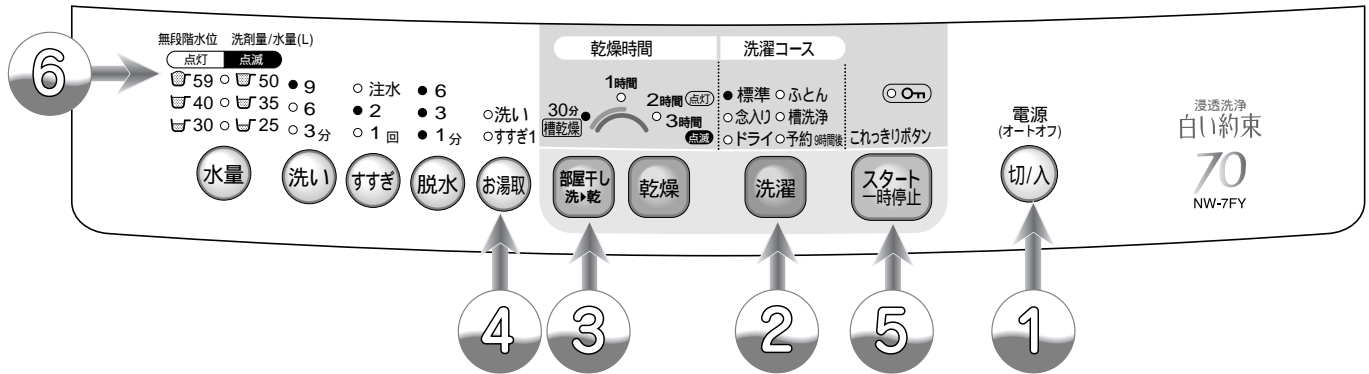 無段階水位 洗剤量/水量(L)
点灯 点滅
59 50
40 35
30 25
9
6
3分
注水
2
1回
6
3
1分
洗い
すすぎ1
乾燥時間
30分
槽乾燥
1時間
2時間 点灯
3時間
点滅
洗濯コース
標準 ふとん
念入り 槽洗浄
ドライ 予約 9時間後
これっきりボタン
電源
(オートオフ)
浸透洗浄
白い約束
70
NW-7FY
水量
洗い
すすぎ
脱水
お湯取
部屋干し
洗▶乾
乾燥
洗濯
スタート
一時停止
切/入
6
4
3
2
5
1